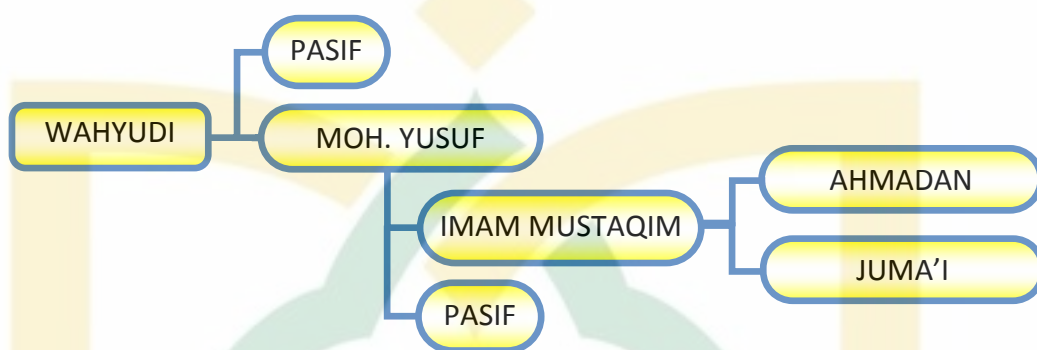 PASIF
WAHYUDI
MOH. YUSUF
AHMADAN
IMAM MUSTAQIM
JUMA’I
PASIF